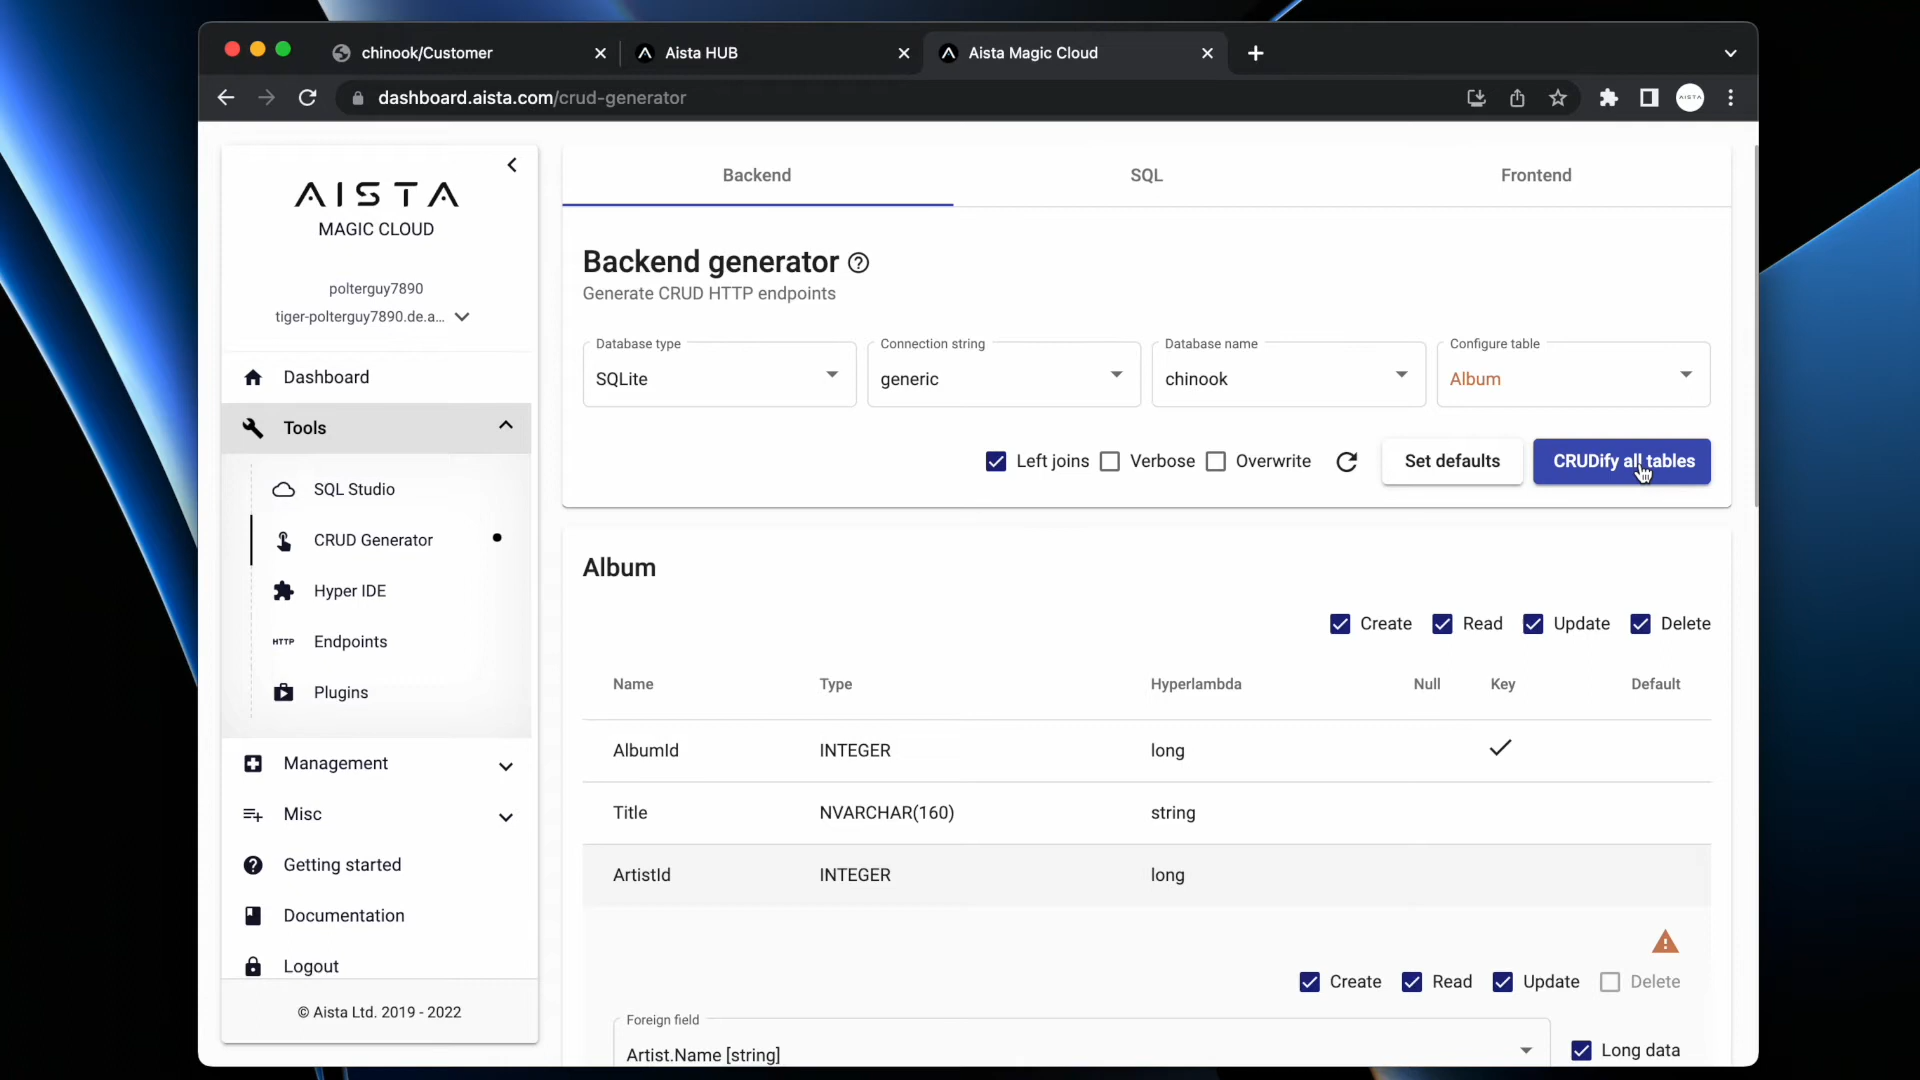 chinook/Customer
Aista HUB
Aista Magic Cloud
dashboard.aista.com/crud-generator
AISTA
AISTA
MAGIC CLOUD
polterguy7890
tiger-polterguy7890.de.a...
Dashboard
Tools
SQL Studio
CRUD Generator
Hyper IDE
HTTP Endpoints
Plugins
Management
Misc
Getting started
Documentation
Logout
© Aista Ltd. 2019 - 2022
Backend SQL Frontend
Backend generator
Generate CRUD HTTP endpoints
Database type Connection string Database name Configure table
SQLite generic chinook Album
Left joins Verbose Overwrite Set defaults CRUDify all tables
Album
Create Read Update Delete
Name Type Hyperlambda Null Key Default
AlbumId INTEGER long
Title NVARCHAR(160) string
ArtistId INTEGER long
Create Read Update Delete
Foreign field
Artist.Name [string] Long data